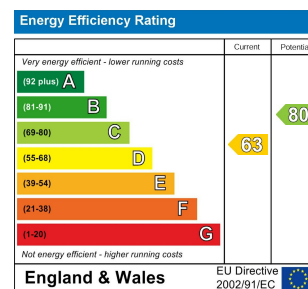 Energy Efficiency Rating
Current Potentia
Very energy efficient - lower running costs
(92 plus) A
(81-91) B
80
(69-80) C
63
(55-68) D
(39-54) E
(21-38) F
(1-20) G
Not energy efficient - higher running costs
England & Wales
EU Directive
2002/91/EC